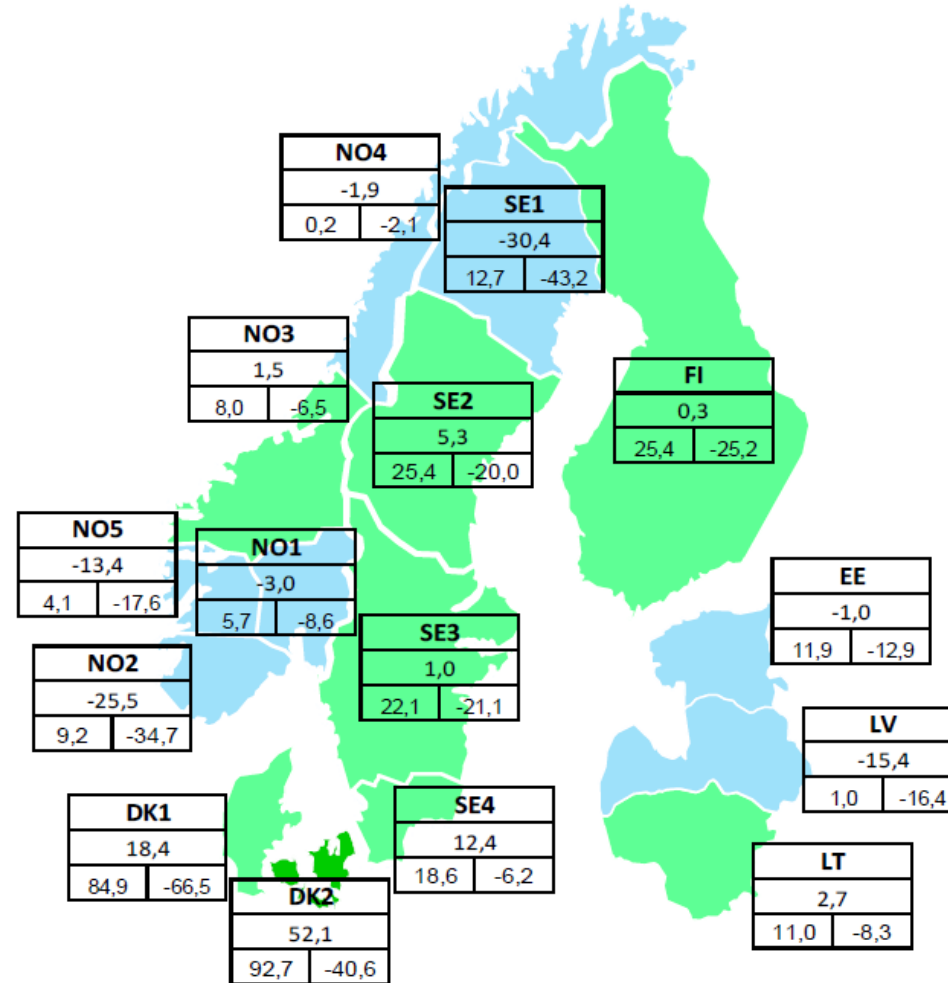 NO4
-1,9
0,2 -2,1
SE1
-30,4
12,7 -43,2
NO3
1,5
8,0 -6,5
SE2
5,3
25,4 -20,0
FI
0,3
25,4 -25,2
NO5
-13,4
4,1 -17,6
NO1
-3,0
5,7 -8,6
EE
-1,0
11,9 -12,9
SE3
1,0
22,1 -21,1
NO2
-25,5
9,2 -34,7
LV
-15,4
1,0 -16,4
DK1
18,4
84,9 -66,5
SE4
12,4
18,6 -6,2
LT
2,7
11,0 -8,3
DK2
52,1
92,7 -40,6